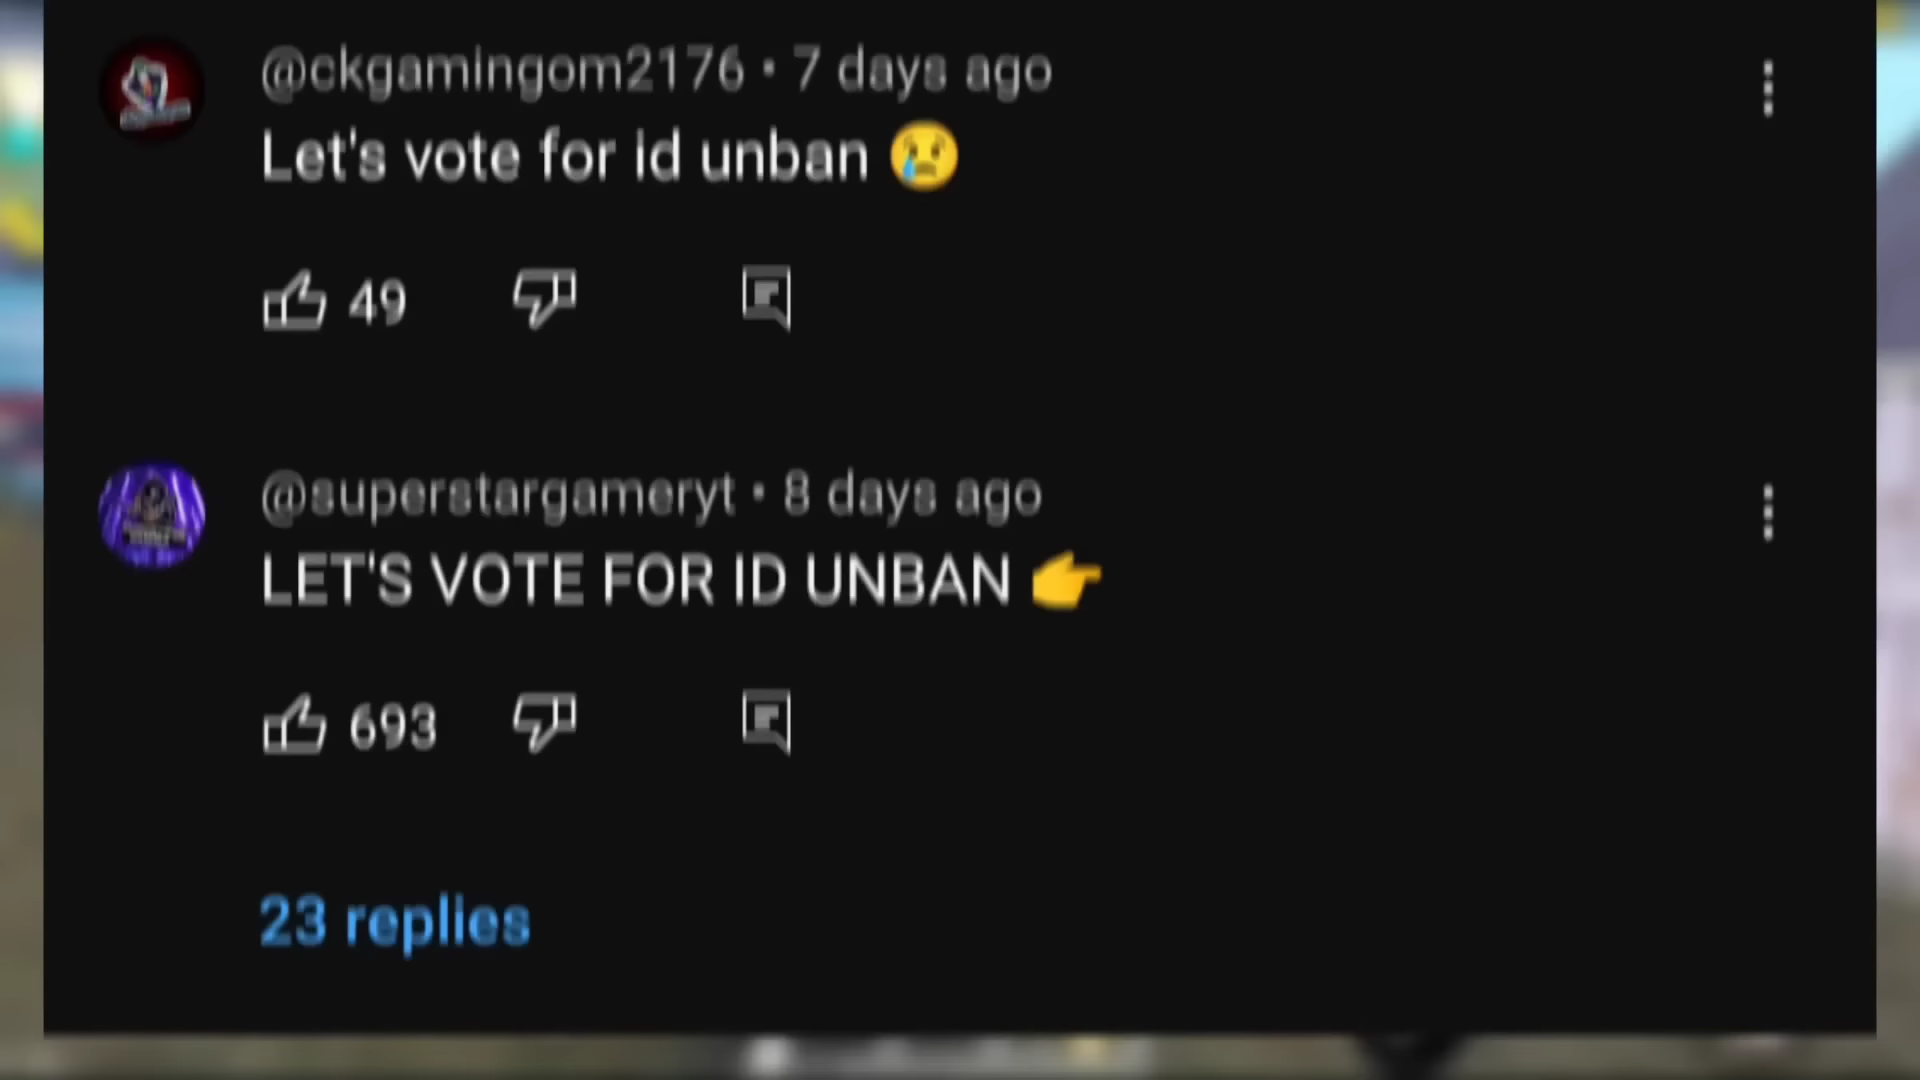 @ckgamingom2176 • 7 days ago
Let's vote for id unban 😢
49
@superstargameryt • 8 days ago
LET'S VOTE FOR ID UNBAN 👉
693
23 replies